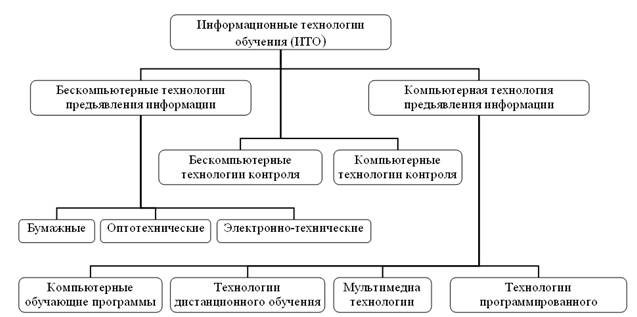 Информационные технологии
обучения (ИТО)
Бескомпьютерные технологии
предъявления информации
Компьютерная технология
предъявления информации
Бескомпьютерные
технологии контроля
Компьютерные
технологии контроля
Бумажные
Оптотехнические
Электронно-технические
Компьютерные
обучающие программы
Технологии
дистанционного обучения
Мультимедиа
технологии
Технологии
программированного